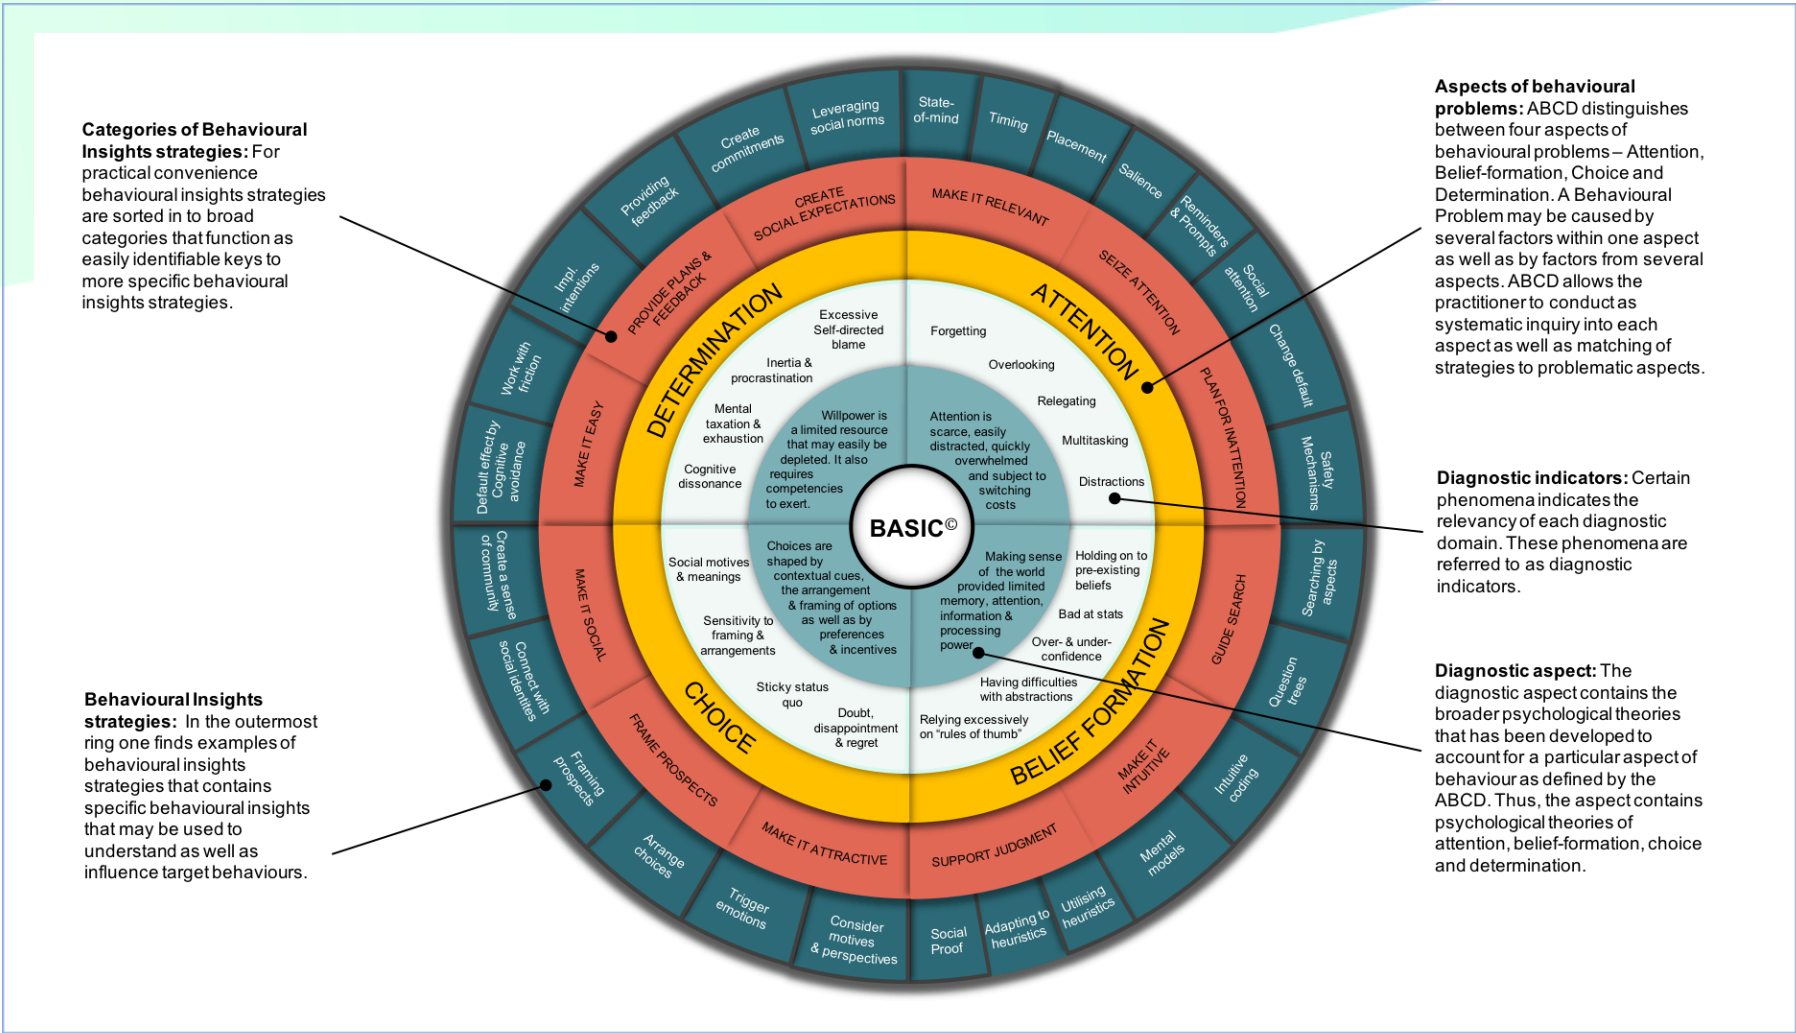 Categories of Behavioural
Insights strategies: For
practical convenience
behavioural insights strategies
are sorted in to broad
categories that function as
easily identifiable keys to
more specific behavioural
insights strategies.
Behavioural Insights
strategies: In the outermost
ring one finds examples of
behavioural insights
strategies that contains
specific behavioural insights
that may be used to
understand as well as
influence target behaviours.
State-
of-mind
Timing
Placement
Salience
Reminders
& Prompts
Social
attention
Change default
Safety
Mechanisms
Searching by
aspects
Question
trees
Intuitive
coding
Mental
models
Utilising
heuristics
Adapting to
heuristics
Social
Proof
Consider
motives
& perspectives
Trigger
emotions
Arrange
choices
Framing
prospects
Connect with
social identites
Create a sense
of community
Default effect by
Cognitive
avoidance
Work with
friction
Impl.
intentions
Providing
feedback
Create
commitments
Leveraging
social norms
MAKE IT RELEVANT
SEIZE ATTENTION
PLAN FOR INATTENTION
GUIDE SEARCH
MAKE IT
INTUITIVE
SUPPORT JUDGMENT
MAKE IT ATTRACTIVE
FRAME PROSPECTS
MAKE IT SOCIAL
MAKE IT EASY
PROVIDE PLANS &
FEEDBACK
CREATE
SOCIAL EXPECTATIONS
ATTENTION
BELIEF FORMATION
CHOICE
DETERMINATION
Forgetting
Overlooking
Relegating
Multitasking
Distractions
Holding on to
pre-existing
beliefs
Bad at stats
Over- & under-
confidence
Having difficulties
with abstractions
Relying excessively
on “rules of thumb”
Doubt,
disappointment
& regret
Sticky status
quo
Sensitivity to
framing &
arrangements
Social motives
& meanings
Cognitive
dissonance
Mental
taxation &
exhaustion
Inertia &
procrastination
Excessive
Self-directed
blame
Attention is
scarce, easily
distracted, quickly
overwhelmed
and subject to
switching
costs
Making sense
of the world
provided limited
memory, attention,
information &
processing
power
Choices are
shaped by
contextual cues,
the arrangement
& framing of options
as well as by
preferences
& incentives
Willpower is
a limited resource
that may easily be
depleted. It also
requires
competencies
to exert.
BASIC©
Aspects of behavioural
problems: ABCD distinguishes
between four aspects of
behavioural problems – Attention,
Belief-formation, Choice and
Determination. A Behavioural
Problem may be caused by
several factors within one aspect
as well as by factors from several
aspects. ABCD allows the
practitioner to conduct as
systematic inquiry into each
aspect as well as matching of
strategies to problematic aspects.
Diagnostic indicators: Certain
phenomena indicates the
relevancy of each diagnostic
domain. These phenomena are
referred to as diagnostic
indicators.
Diagnostic aspect: The
diagnostic aspect contains the
broader psychological theories
that has been developed to
account for a particular aspect of
behaviour as defined by the
ABCD. Thus, the aspect contains
psychological theories of
attention, belief-formation, choice
and determination.